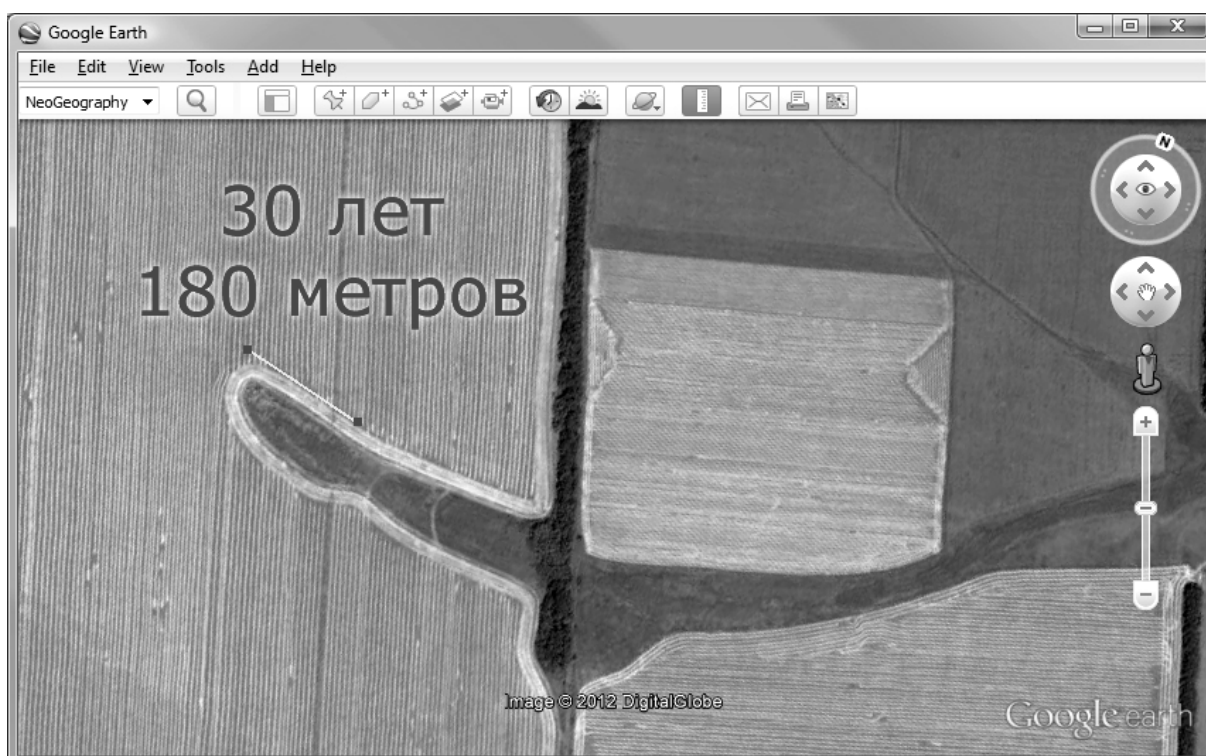 Google Earth
File Edit View Tools Add Help
NeoGeography
N
30 лет
180 метров
Image © 2012 DigitalGlobe
Google earth